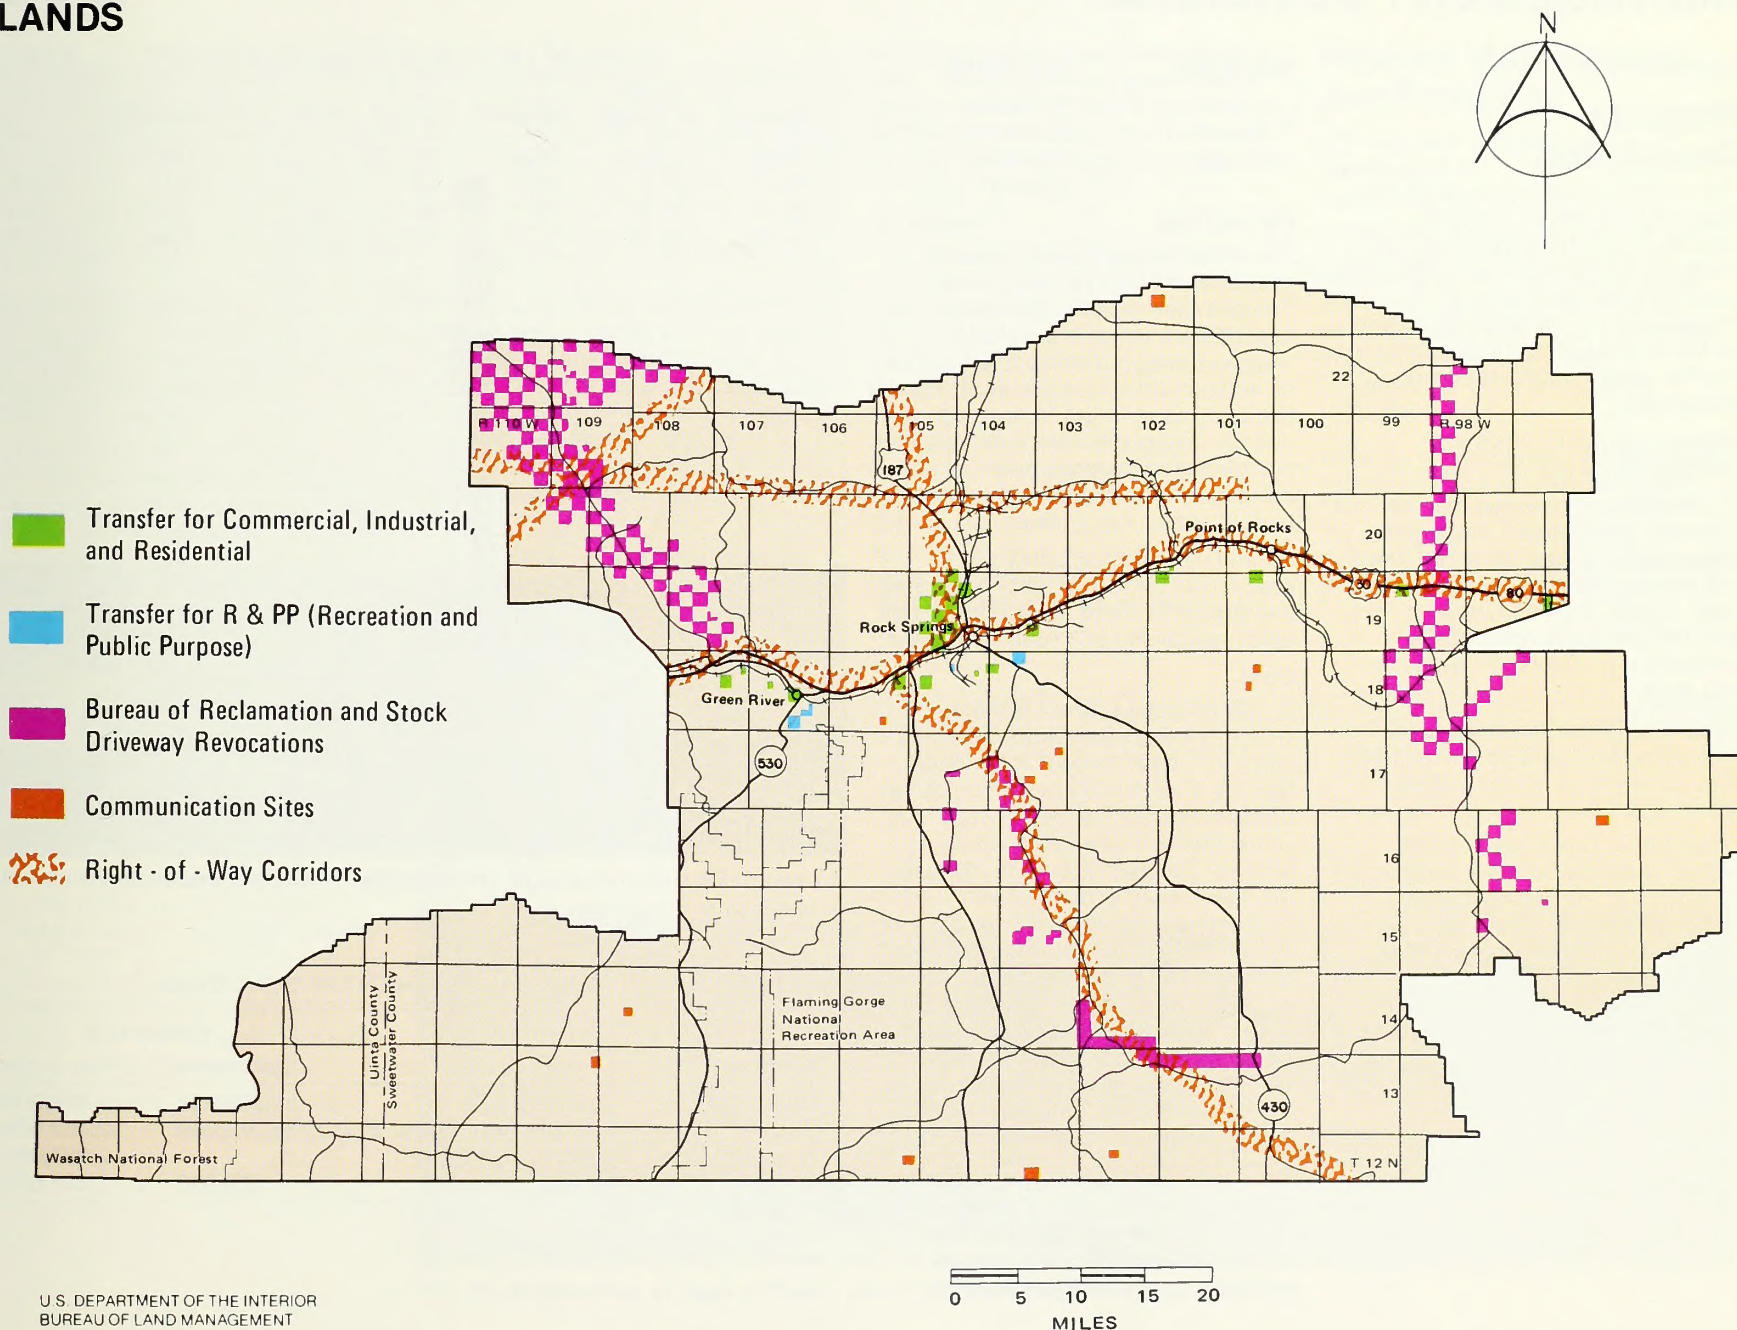 LANDS
N
22
R 110 W 109 108 107 106 105 104 103 102 101 100 99 R 98 W
187
Transfer for Commercial, Industrial,
and Residential
20
Point of Rocks
30
80
Transfer for R & PP (Recreation and
Public Purpose)
19
Rock Springs
18
Green River
Bureau of Reclamation and Stock
Driveway Revocations
530
17
Communication Sites
16
Right - of - Way Corridors
15
Uinta County
Sweetwater County
Flaming Gorge
National
Recreation Area
14
13
430
Wasatch National Forest
T 12 N
0 5 10 15 20
MILES
U.S. DEPARTMENT OF THE INTERIOR
BUREAU OF LAND MANAGEMENT